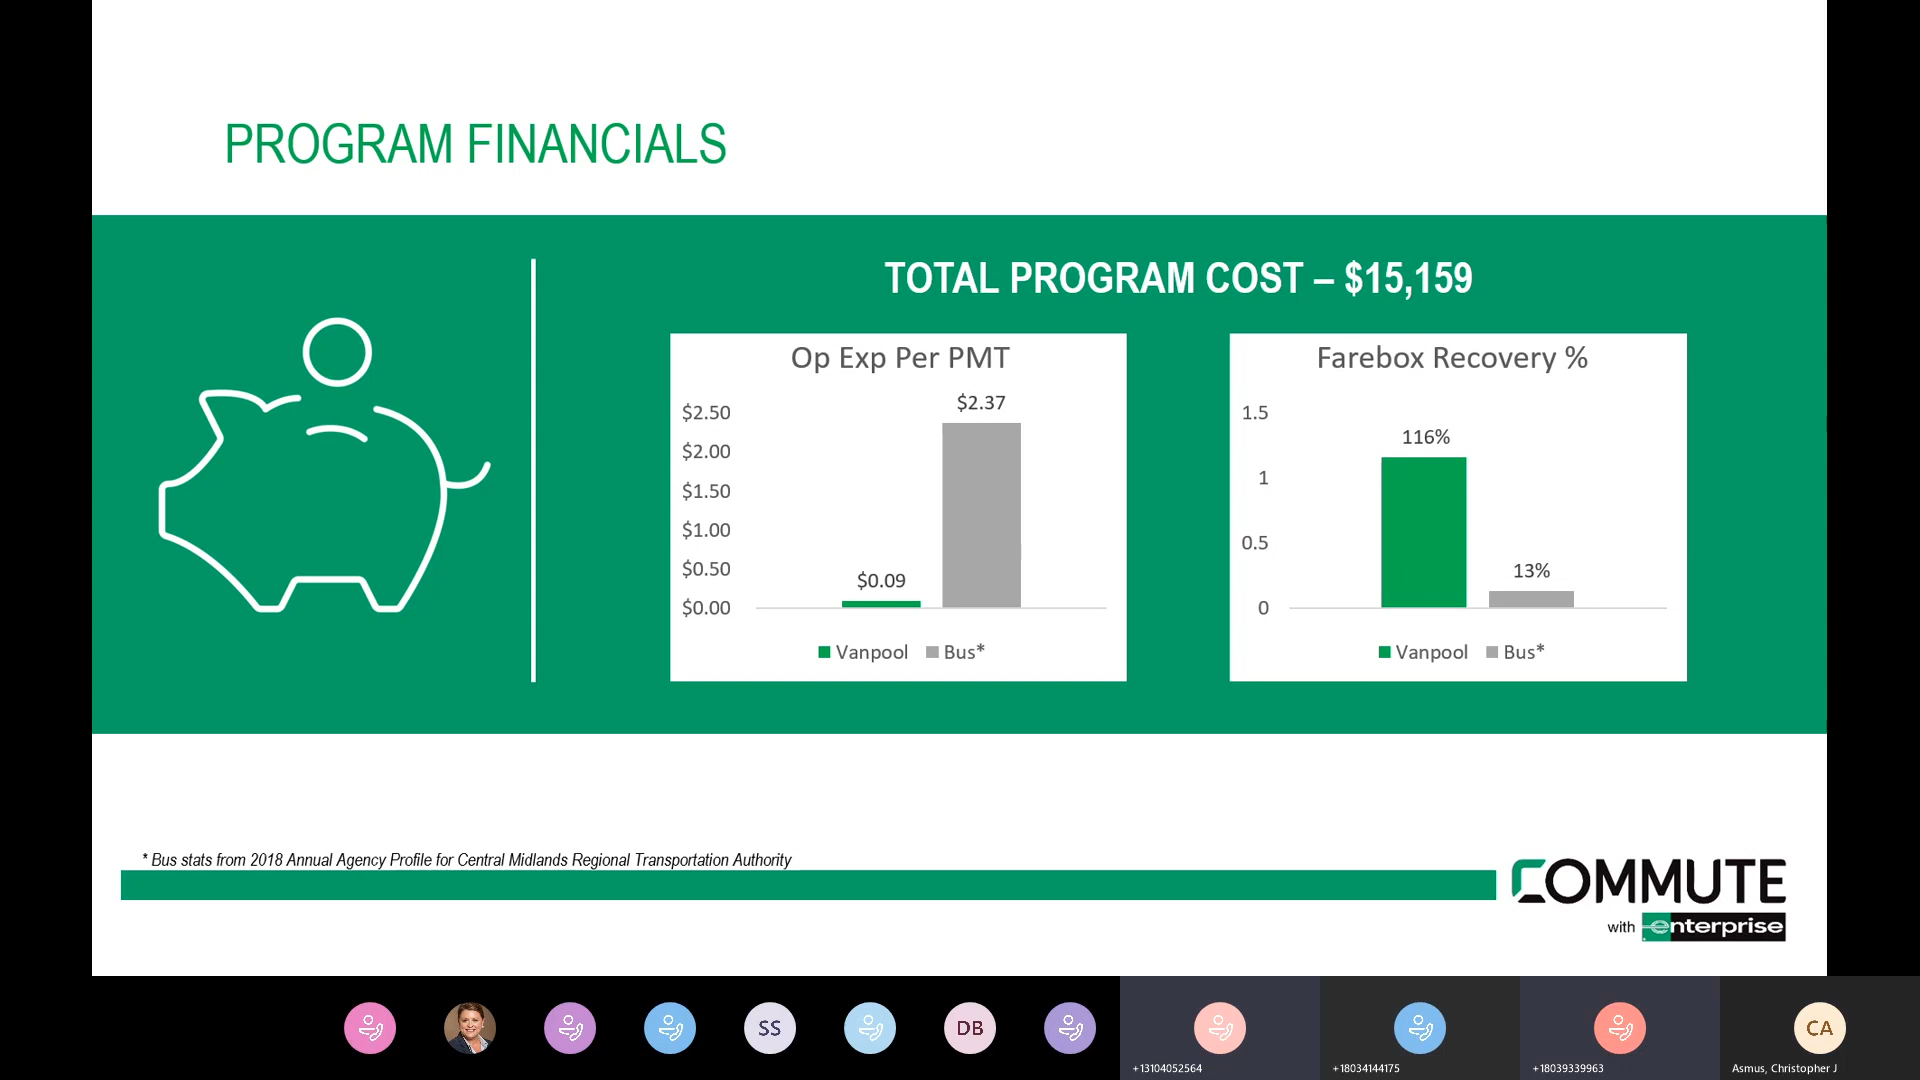 PROGRAM FINANCIALS
TOTAL PROGRAM COST – $15,159
Op Exp Per PMT
$2.50
$2.00
$1.50
$1.00
$0.50
$0.00
$2.37
$0.09
Vanpool Bus*
Farebox Recovery %
1.5
1
0.5
0
116%
13%
Vanpool Bus*
* Bus stats from 2018 Annual Agency Profile for Central Midlands Regional Transportation Authority
COMMUTE
with enterprise
SS
DB
CA
+13104052564
+18034144175
+18039339963
Asmus, Christopher J